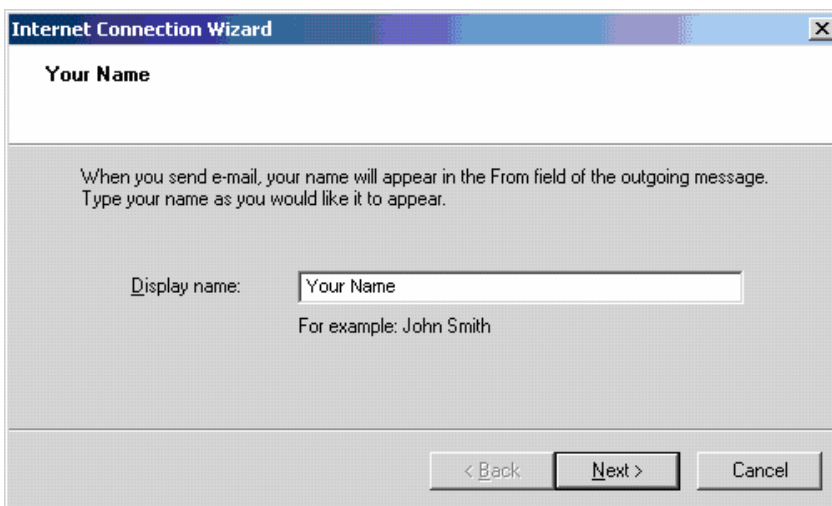 Internet Connection Wizard
Your Name
When you send e-mail, your name will appear in the From field of the outgoing message.
Type your name as you would like it to appear.
Display name: Your Name
For example: John Smith
< Back Next > Cancel